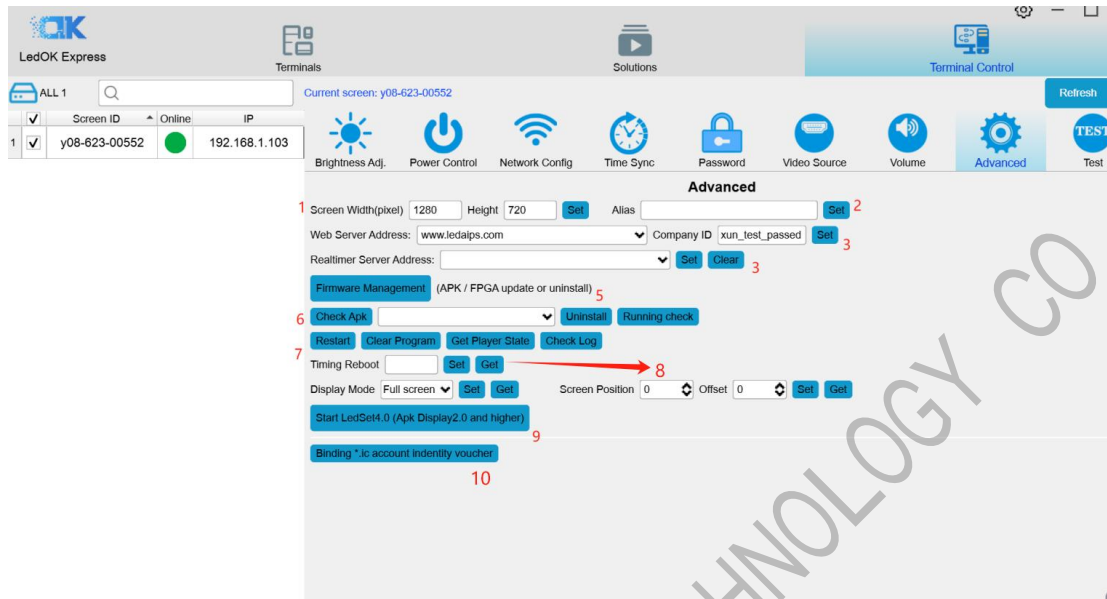 LedOK Express
Terminals
Solutions
Terminal Control
ALL 1
Current screen: y08-623-00552
Refresh
Screen ID Online IP
1 y08-623-00552 192.168.1.103
Brightness Adj. Power Control Network Config Time Sync Password Video Source Volume Advanced TEST Test
Advanced
1 Screen Width(pixel) 1280 Height 720 Set Alias Set 2
Web Server Address: www.ledaips.com Company ID xun_test_passed Set 3
Realtimer Server Address: Set Clear 3
Firmware Management (APK / FPGA update or uninstall) 5
6 Check Apk Uninstall Running check
Restart Clear Program Get Player State Check Log
7
Timing Reboot Set Get 8
Display Mode Full screen Set Get Screen Position 0 Offset 0 Set Get
Start LedSet4.0 (Apk Display2.0 and higher)
9
Binding *.ic account indentity voucher
10
HNOLOGY CO